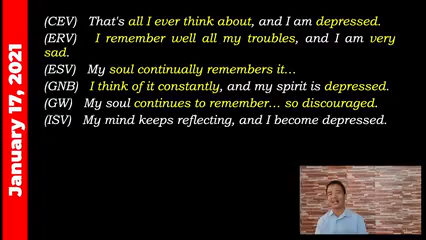 January 17, 2021
(CEV) That's all I ever think about, and I am depressed.
(ERV) I remember well all my troubles, and I am very
sad.
(ESV) My soul continually remembers it...
(GNB) I think of it constantly, and my spirit is depressed.
(GW) My soul continues to remember... so discouraged.
(ISV) My mind keeps reflecting, and I become depressed.